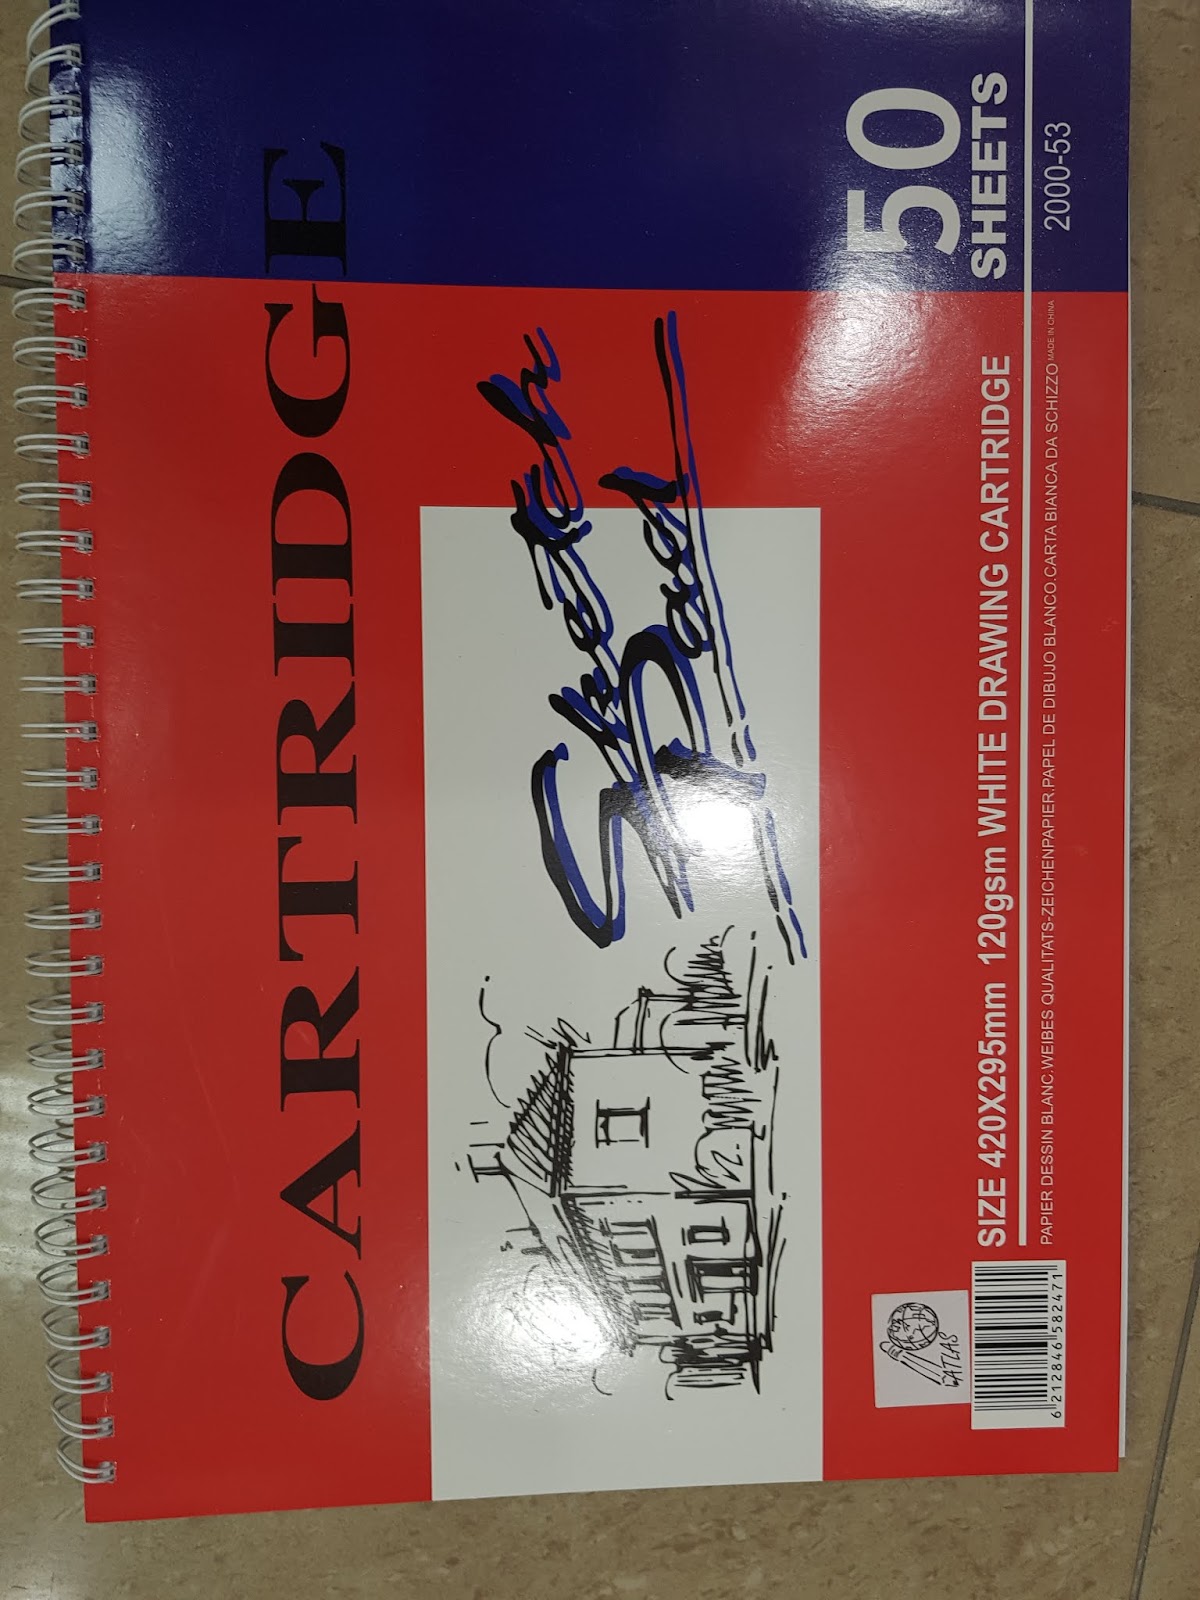 CARTRIDGE
Sketch
Pad
50
SHEETS
SIZE 420X295mm 120gsm WHITE DRAWING CARTRIDGE
2000-53
PAPIER DESSIN BLANC.WEIBES QUALITATS-ZEICHENPAPIER.PAPEL DE DIBUJO BLANCO.CARTA BIANCA DA SCHIZZO MADE IN CHINA
ATLAS
6 212846 582471